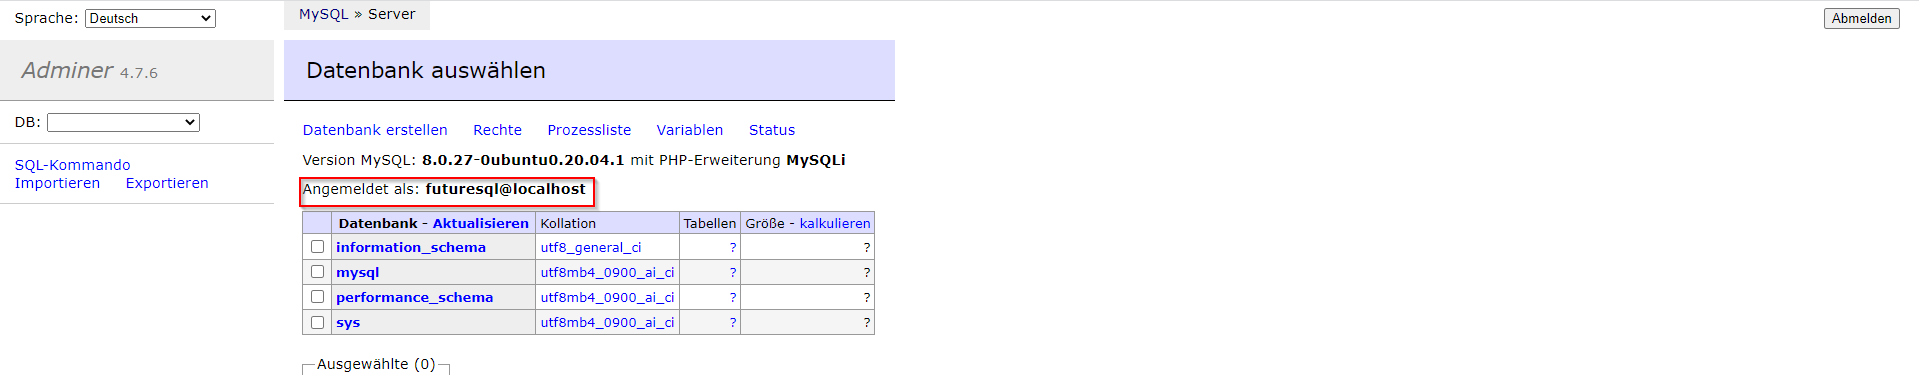 Sprache: Deutsch
MySQL » Server
Abmelden
Adminer 4.7.6
Datenbank auswählen
DB:
Datenbank erstellen Rechte Prozessliste Variablen Status
SQL-Kommando
Importieren Exportieren
Version MySQL: 8.0.27-0ubuntu0.20.04.1 mit PHP-Erweiterung MySQLi
Angemeldet als: futuresql@localhost
Datenbank - Aktualisieren Kollation Tabellen Größe - kalkulieren
information_schema utf8_general_ci ? ?
mysql utf8mb4_0900_ai_ci ? ?
performance_schema utf8mb4_0900_ai_ci ? ?
sys utf8mb4_0900_ai_ci ? ?
Ausgewählte (0)